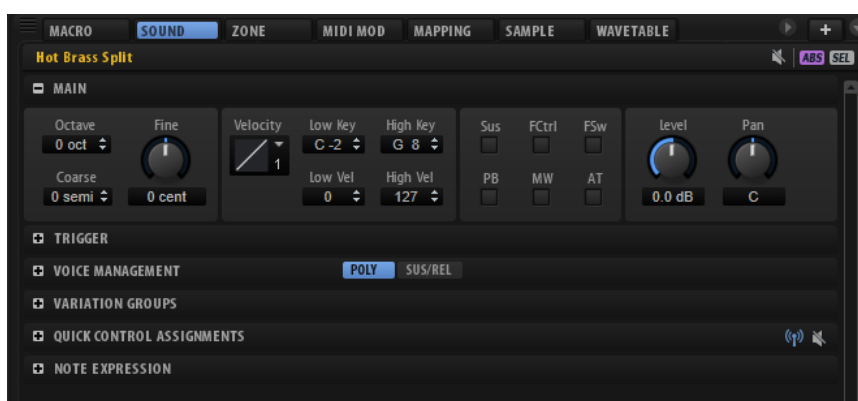 MACRO SOUND ZONE MIDI MOD MAPPING SAMPLE WAVETABLE +
Hot Brass Split ABS SEL
MAIN
Octave Fine Velocity Low Key High Key Sus FCtrl FSw Level Pan
0 oct C -2 G 8
1
Coarse Low Vel High Vel PB MW AT
0 semi 0 cent 0 127 0.0 dB C
TRIGGER
VOICE MANAGEMENT POLY SUS/REL
VARIATION GROUPS
QUICK CONTROL ASSIGNMENTS
NOTE EXPRESSION